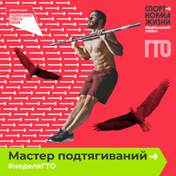 СПОРТ
НОРМА
ЖИЗНИ
ГТО
Мастер подтягиваний
#неделяГТО